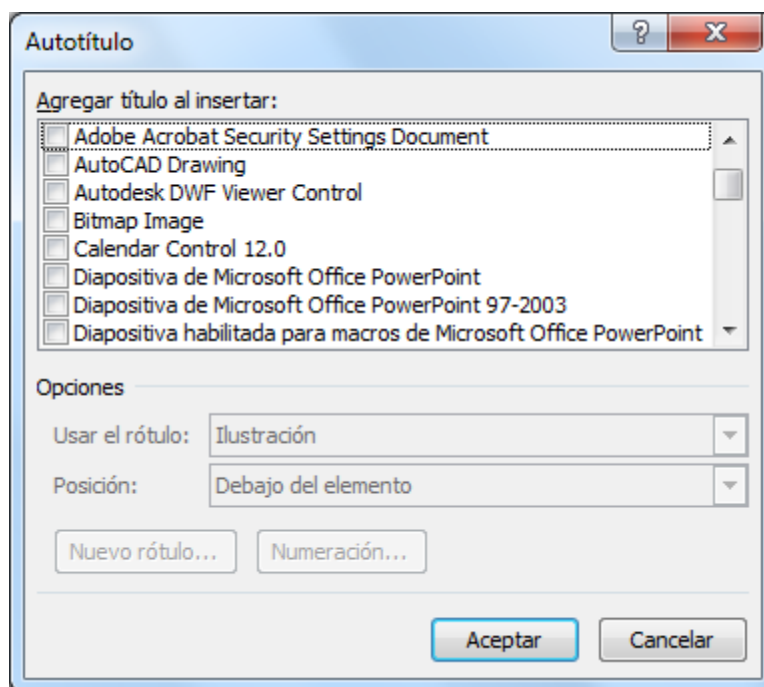 Autotítulo
Agregar título al insertar:
Adobe Acrobat Security Settings Document
AutoCAD Drawing
Autodesk DWF Viewer Control
Bitmap Image
Calendar Control 12.0
Diapositiva de Microsoft Office PowerPoint
Diapositiva de Microsoft Office PowerPoint 97-2003
Diapositiva habilitada para macros de Microsoft Office PowerPoint
Opciones
Usar el rótulo: Ilustración
Posición: Debajo del elemento
Nuevo rótulo... Numeración...
Aceptar Cancelar